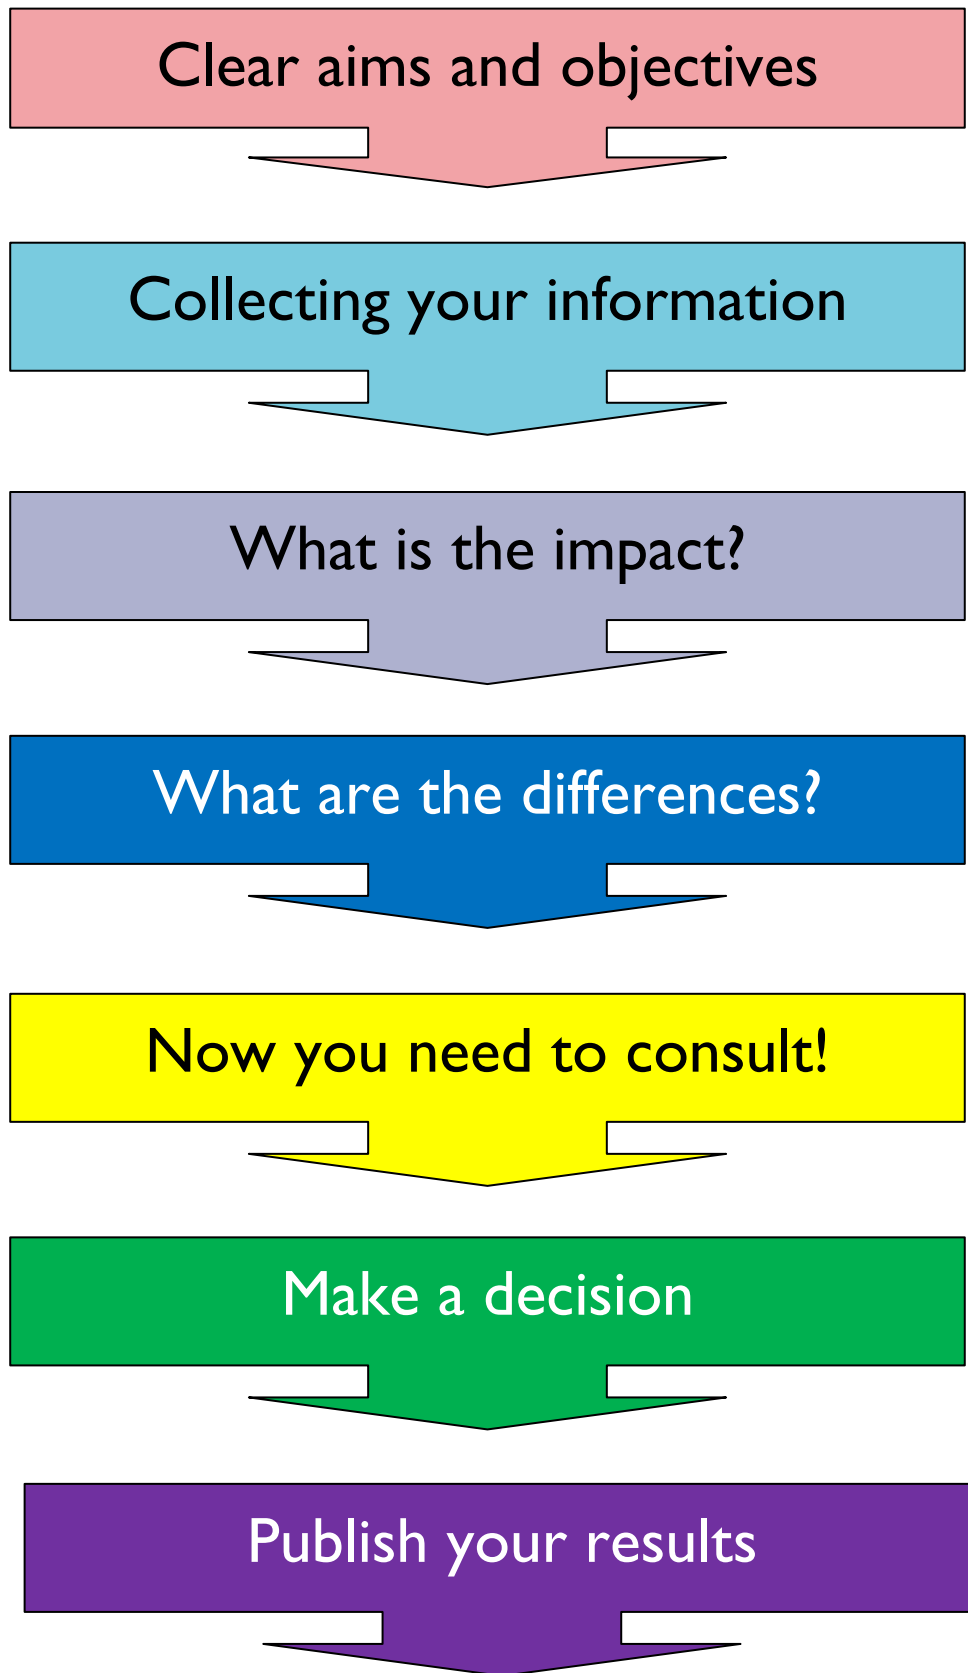 Clear aims and objectives
Collecting your information
What is the impact?
What are the differences?
Now you need to consult!
Make a decision
Publish your results